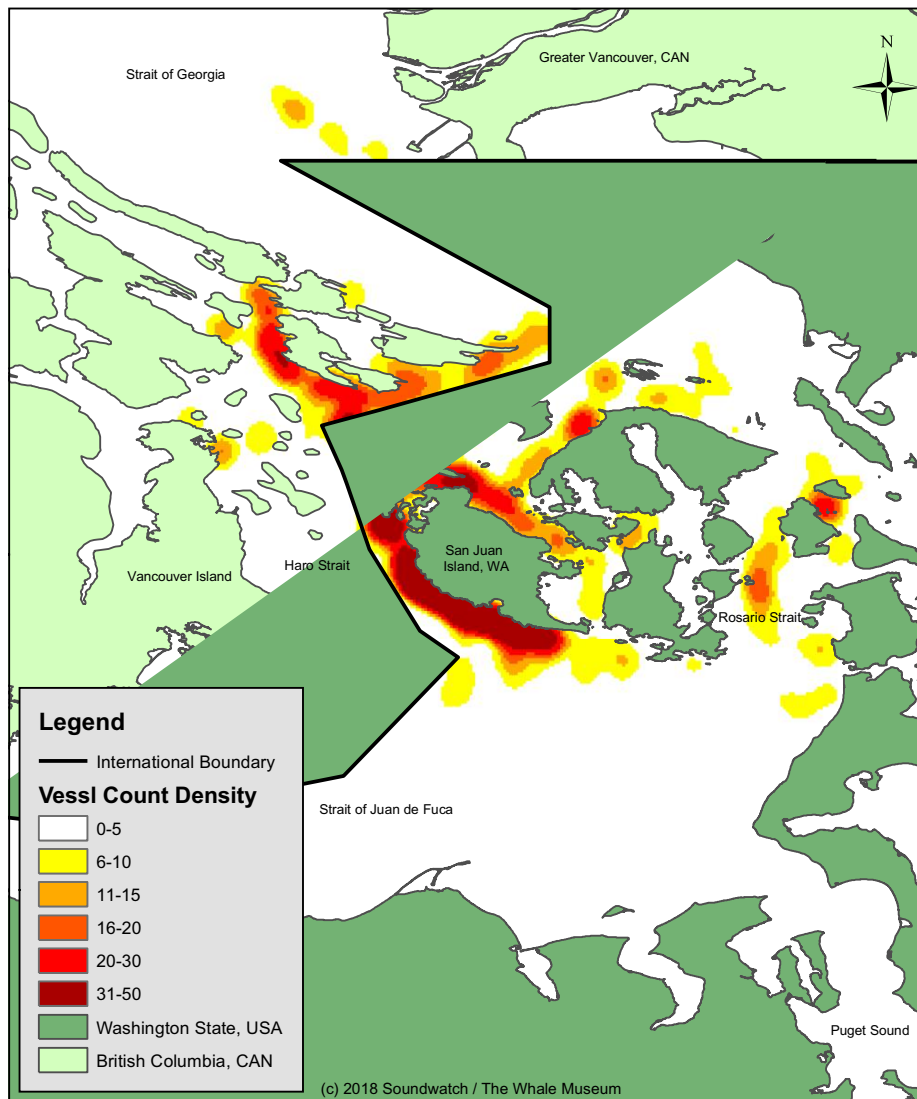 Strait of Georgia
Greater Vancouver, CAN
N
Vancouver Island
Haro Strait
San Juan
Island, WA
Rosario Strait
Strait of Juan de Fuca
Puget Sound
Legend
International Boundary
Vessl Count Density
0-5
6-10
11-15
16-20
20-30
31-50
Washington State, USA
British Columbia, CAN
(c) 2018 Soundwatch / The Whale Museum